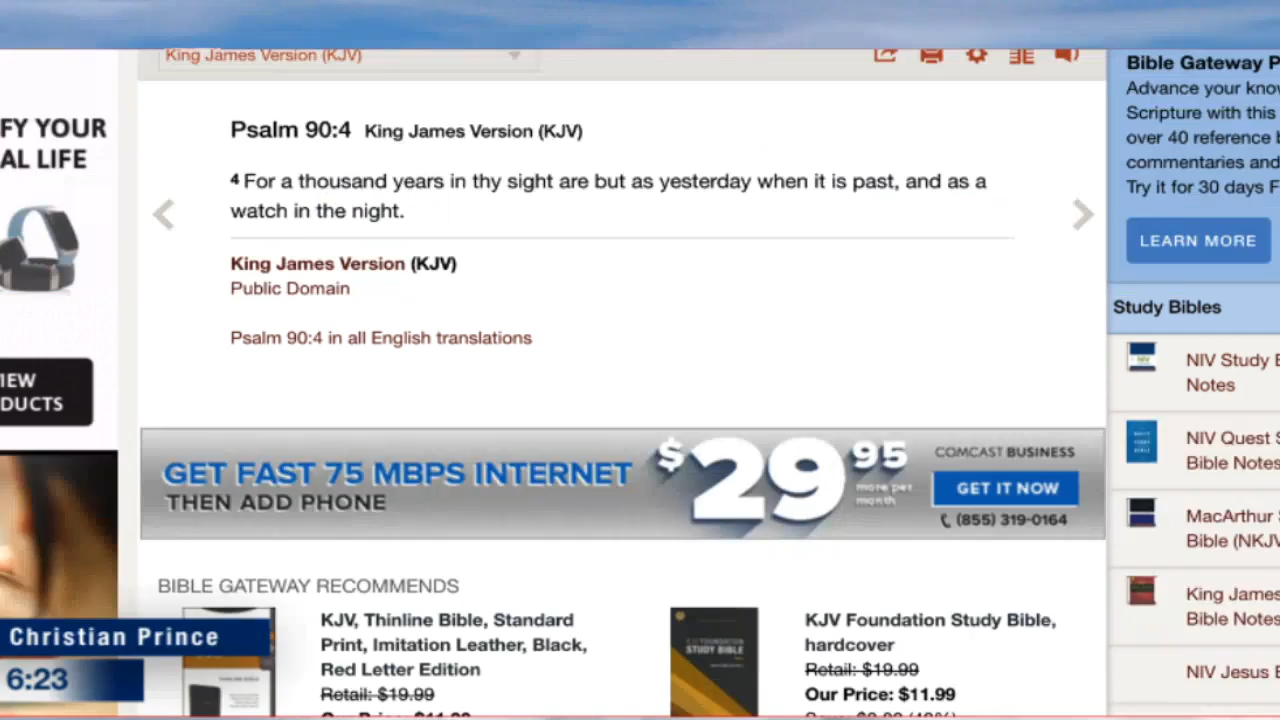 King James Version (KJV)
Psalm 90:4 King James Version (KJV)
4 For a thousand years in thy sight are but as yesterday when it is past, and as a
watch in the night.
King James Version (KJV)
Public Domain
Psalm 90:4 in all English translations
FY YOUR
AL LIFE
DUCTS
GET FAST 75 MBPS INTERNET
THEN ADD PHONE
$29 95
more per
month
COMCAST BUSINESS
GET IT NOW
(855) 319-0164
BIBLE GATEWAY RECOMMENDS
KJV, Thinline Bible, Standard
Print, Imitation Leather, Black,
Red Letter Edition
Retail: $19.99
KJV Foundation Study Bible,
hardcover
Retail: $19.99
Our Price: $11.99
Bible Gateway P
Advance your know
Scripture with this
over 40 reference b
commentaries and
Try it for 30 days F
LEARN MORE
Study Bibles
NIV Study B
Notes
NIV Quest S
Bible Notes
MacArthur S
Bible (NKJV
King James
Bible Notes
NIV Jesus B
Christian Prince
6:23